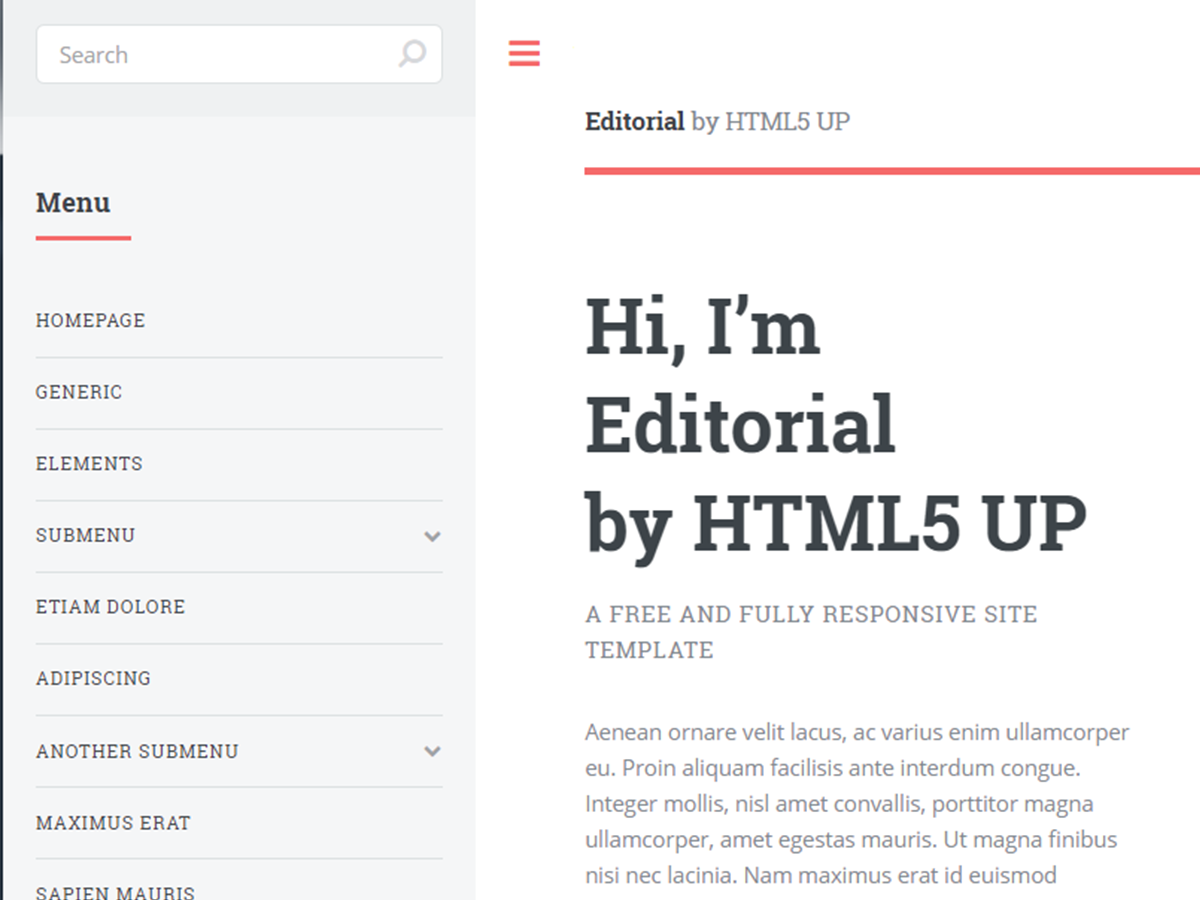 Search
Menu
HOMEPAGE
GENERIC
ELEMENTS
SUBMENU
ETIAM DOLORE
ADIPISCING
ANOTHER SUBMENU
MAXIMUS ERAT
SAPIEN MAURIS
Editorial by HTML5 UP
Hi, I’m
Editorial
by HTML5 UP
A FREE AND FULLY RESPONSIVE SITE
TEMPLATE
Aenean ornare velit lacus, ac varius enim ullamcorper
eu. Proin aliquam facilisis ante interdum congue.
Integer mollis, nisl amet convallis, porttitor magna
ullamcorper, amet egestas mauris. Ut magna finibus
nisi nec lacinia. Nam maximus erat id euismod